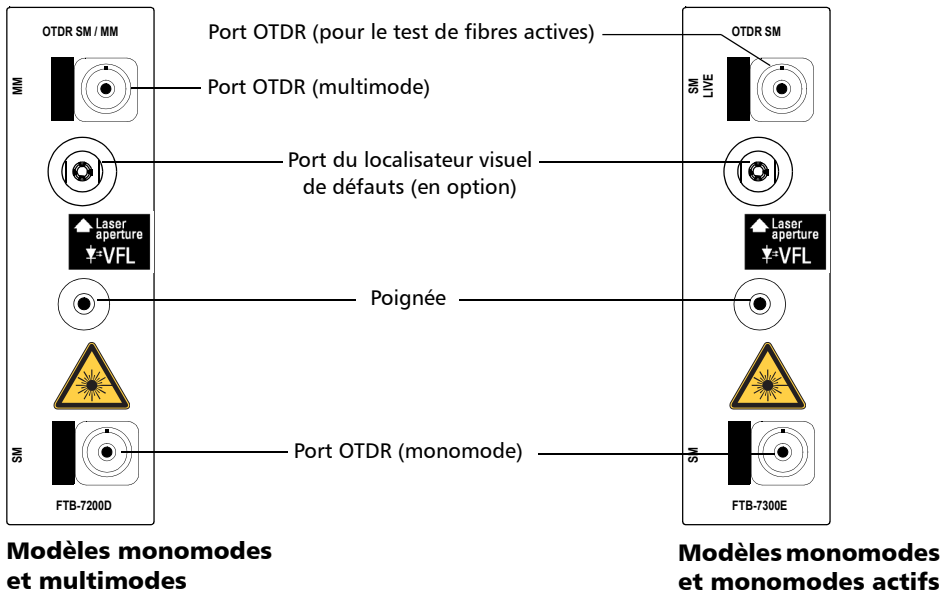 OTDR SM / MM
MM
Laser
aperture
VFL
SM
FTB-7200D
Port OTDR (pour le test de fibres actives)
Port OTDR (multimode)
Port du localisateur visuel
de défauts (en option)
Poignée
Port OTDR (monomode)
OTDR SM
SM
LIVE
Laser
aperture
VFL
SM
FTB-7300E
Modèles monomodes
et multimodes
Modèles monomodes
et monomodes actifs